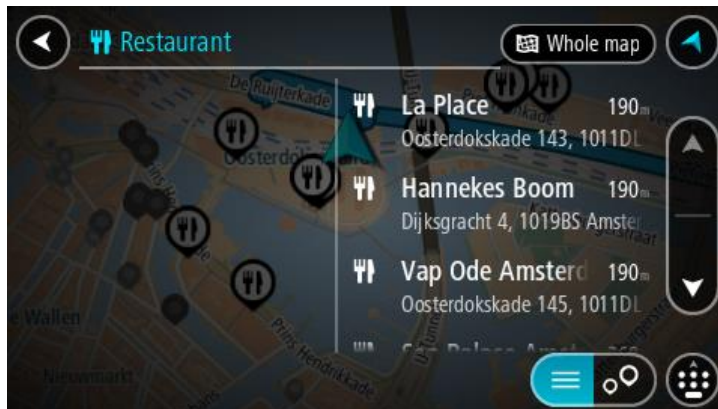 Restaurant
Whole map
De Ruijterkade
La Place 190m
Oosterdokskade 143, 1011DL
Hannekes Boom 190m
Dijksgracht 4, 1019BS Amster
Prins
Vap Ode Amsterd 190m
Oosterdokskade 145, 1011DL
Wallen
Prins Hendrikkade
Nieuwmarkt